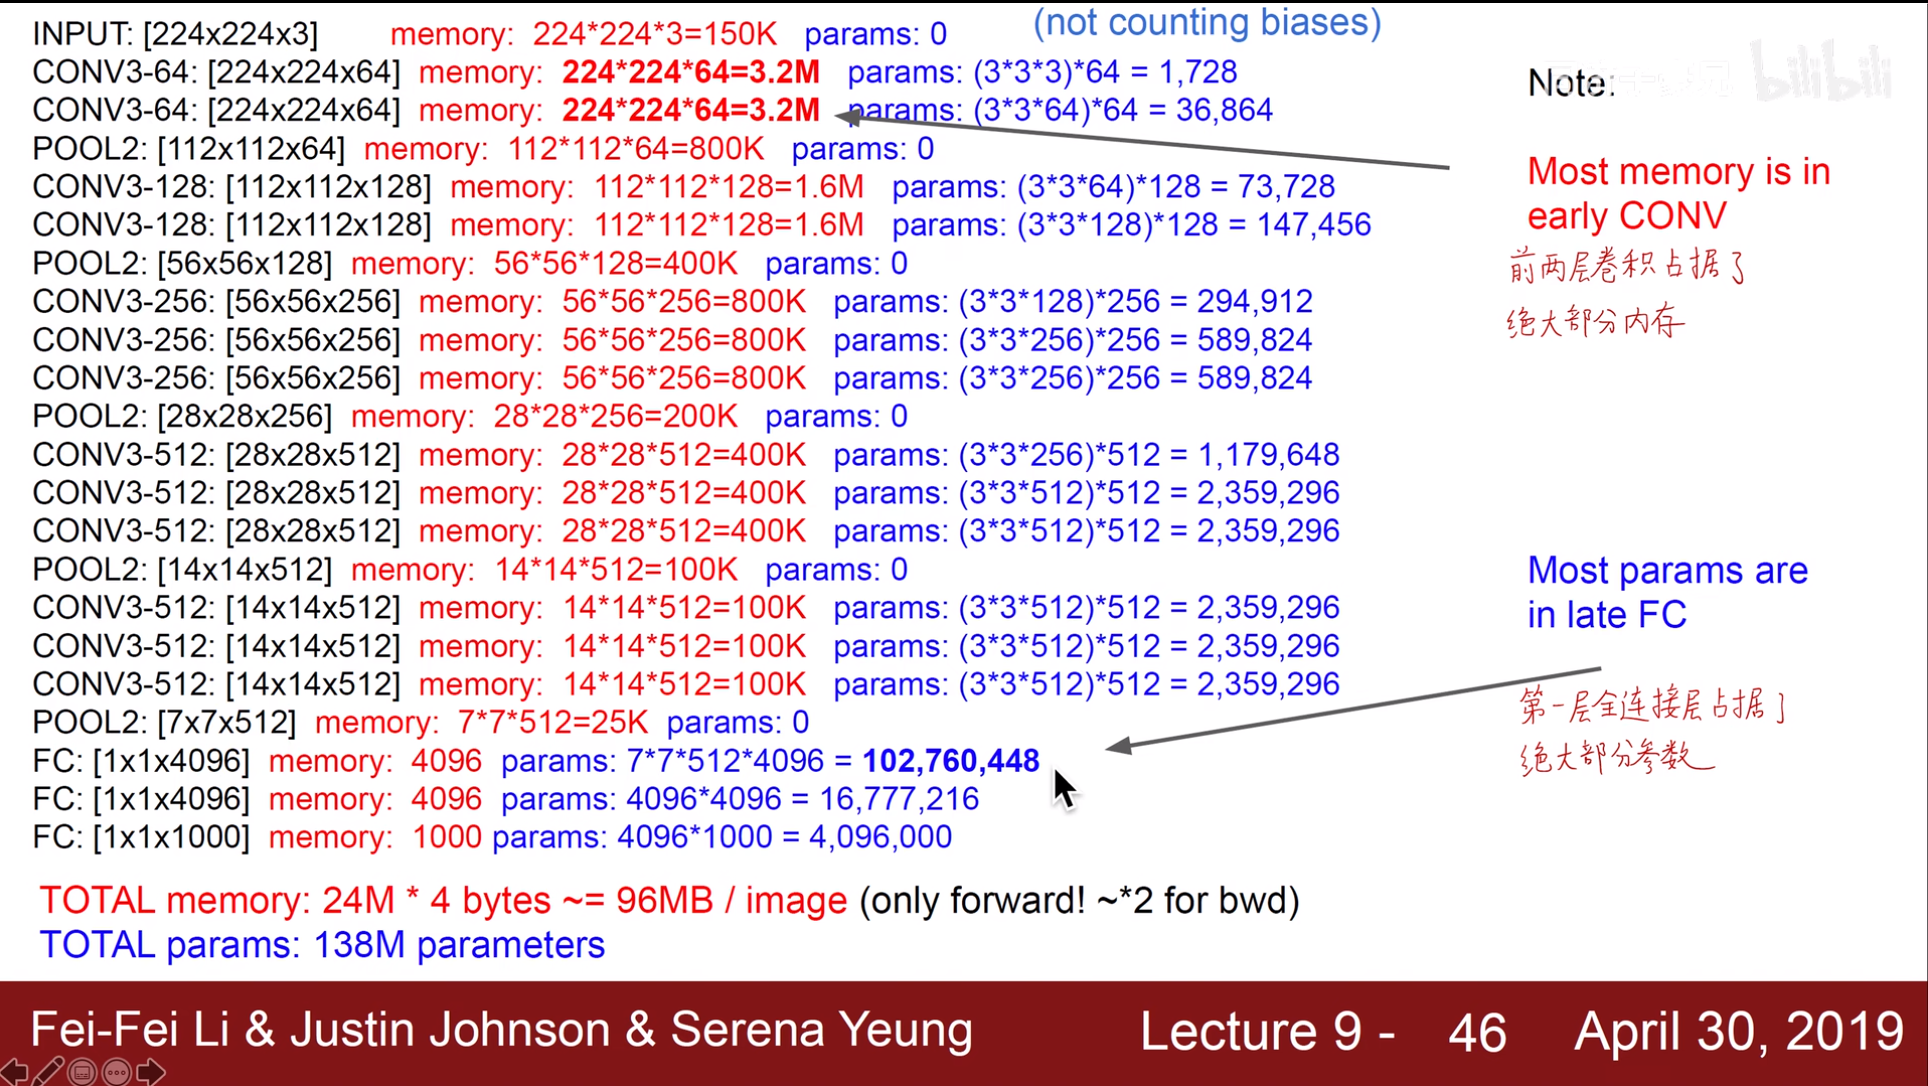 (not counting biases)
INPUT: [224x224x3] memory: 224*224*3=150K params: 0
CONV3-64: [224x224x64] memory: 224*224*64=3.2M params: (3*3*3)*64 = 1,728
CONV3-64: [224x224x64] memory: 224*224*64=3.2M params: (3*3*64)*64 = 36,864
POOL2: [112x112x64] memory: 112*112*64=800K params: 0
CONV3-128: [112x112x128] memory: 112*112*128=1.6M params: (3*3*64)*128 = 73,728
CONV3-128: [112x112x128] memory: 112*112*128=1.6M params: (3*3*128)*128 = 147,456
POOL2: [56x56x128] memory: 56*56*128=400K params: 0
CONV3-256: [56x56x256] memory: 56*56*256=800K params: (3*3*128)*256 = 294,912
CONV3-256: [56x56x256] memory: 56*56*256=800K params: (3*3*256)*256 = 589,824
CONV3-256: [56x56x256] memory: 56*56*256=800K params: (3*3*256)*256 = 589,824
POOL2: [28x28x256] memory: 28*28*256=200K params: 0
CONV3-512: [28x28x512] memory: 28*28*512=400K params: (3*3*256)*512 = 1,179,648
CONV3-512: [28x28x512] memory: 28*28*512=400K params: (3*3*512)*512 = 2,359,296
CONV3-512: [28x28x512] memory: 28*28*512=400K params: (3*3*512)*512 = 2,359,296
POOL2: [14x14x512] memory: 14*14*512=100K params: 0
CONV3-512: [14x14x512] memory: 14*14*512=100K params: (3*3*512)*512 = 2,359,296
CONV3-512: [14x14x512] memory: 14*14*512=100K params: (3*3*512)*512 = 2,359,296
CONV3-512: [14x14x512] memory: 14*14*512=100K params: (3*3*512)*512 = 2,359,296
POOL2: [7x7x512] memory: 7*7*512=25K params: 0
FC: [1x1x4096] memory: 4096 params: 7*7*512*4096 = 102,760,448
FC: [1x1x4096] memory: 4096 params: 4096*4096 = 16,777,216
FC: [1x1x1000] memory: 1000 params: 4096*1000 = 4,096,000
TOTAL memory: 24M * 4 bytes ~= 96MB / image (only forward! ~*2 for bwd)
TOTAL params: 138M parameters
Note:
bilibili
Most memory is in
early CONV
前两层卷积占据了
绝大部分内存
Most params are
in late FC
第一层全连接层占据了
绝大部分参数
Fei-Fei Li & Justin Johnson & Serena Yeung
Lecture 9 - 46
April 30, 2019